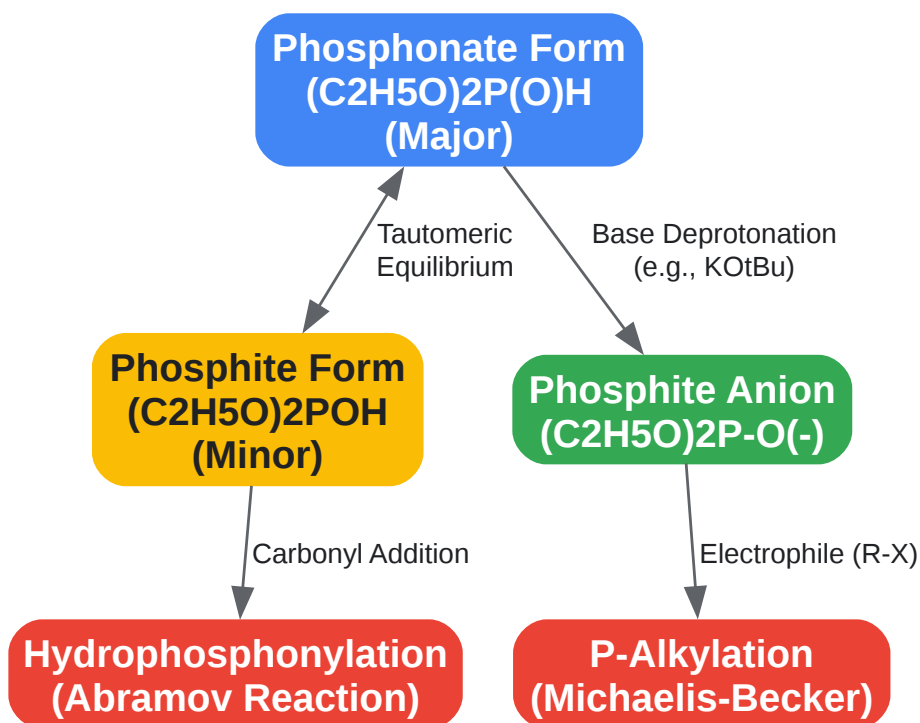 Phosphonate Form
(C2H5O)2P(O)H
(Major)
Tautomeric
Equilibrium
Base Deprotonation
(e.g., KOtBu)
Phosphite Form
(C2H5O)2POH
(Minor)
Phosphite Anion
(C2H5O)2P-O(-)
Carbonyl Addition
Electrophile (R-X)
Hydrophosphonylation
(Abramov Reaction)
P-Alkylation
(Michaelis-Becker)